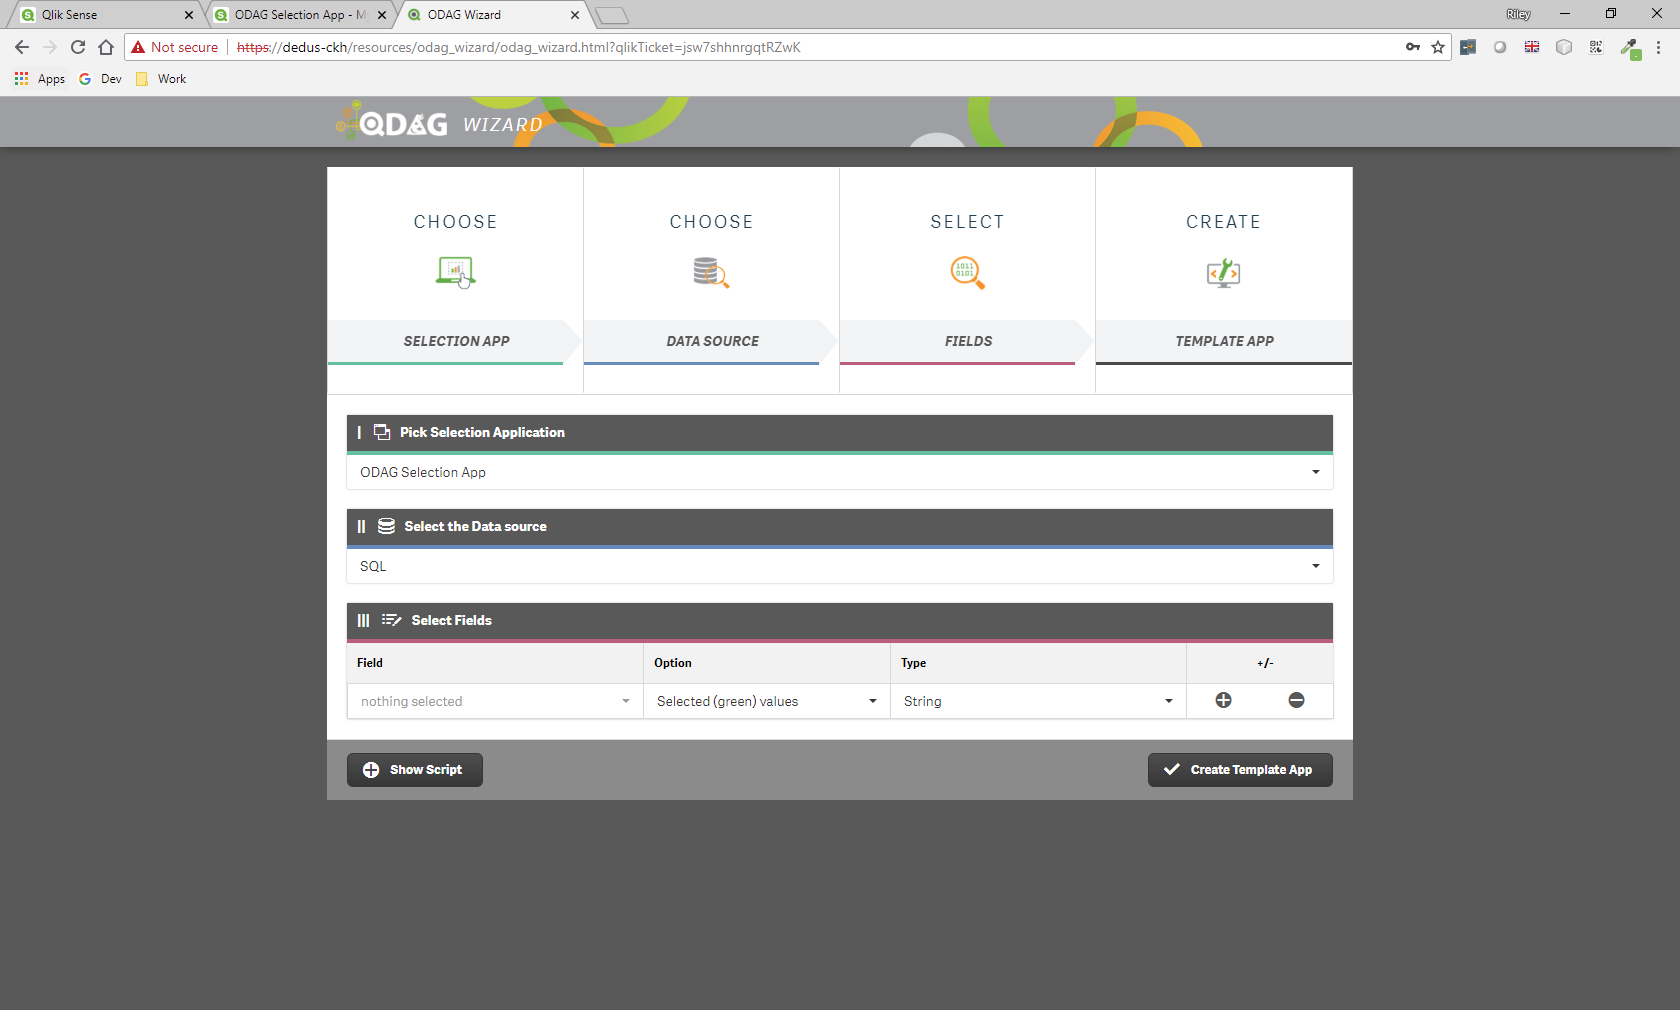 Qlik Sense
ODAG Selection App - M
ODAG Wizard
Riley
Not secure
https://dedus-ckh/resources/odag_wizard/odag_wizard.html?qlikTicket=jsw7shhnrgqtRZwK
Apps
Dev
Work
ODAG WIZARD
CHOOSE
CHOOSE
SELECT
CREATE
1011
0101
SELECTION APP
DATA SOURCE
FIELDS
TEMPLATE APP
I Pick Selection Application
ODAG Selection App
II Select the Data source
SQL
III Select Fields
Field Option Type +/-
nothing selected Selected (green) values String
Show Script
Create Template App